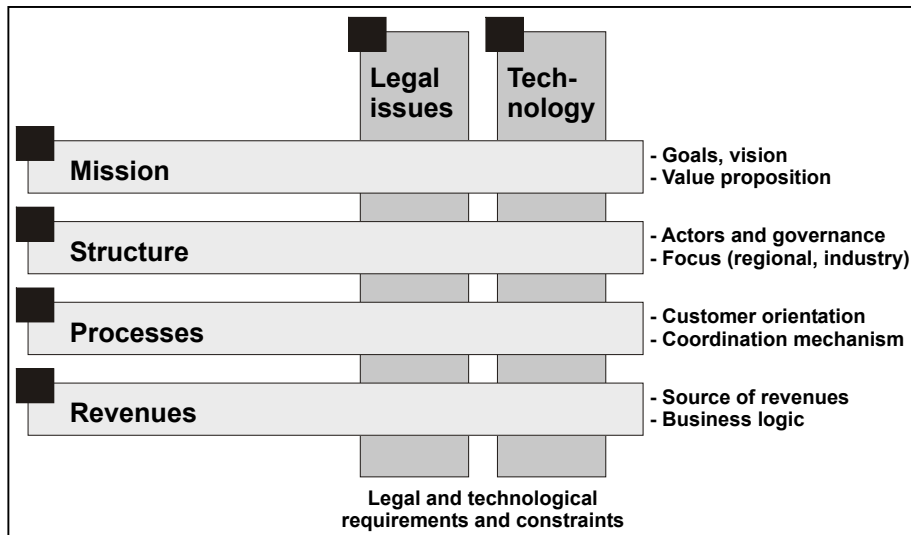 Legal
issues
Tech-
nology
Mission
- Goals, vision
- Value proposition
Structure
- Actors and governance
- Focus (regional, industry)
Processes
- Customer orientation
- Coordination mechanism
Revenues
- Source of revenues
- Business logic
Legal and technological
requirements and constraints